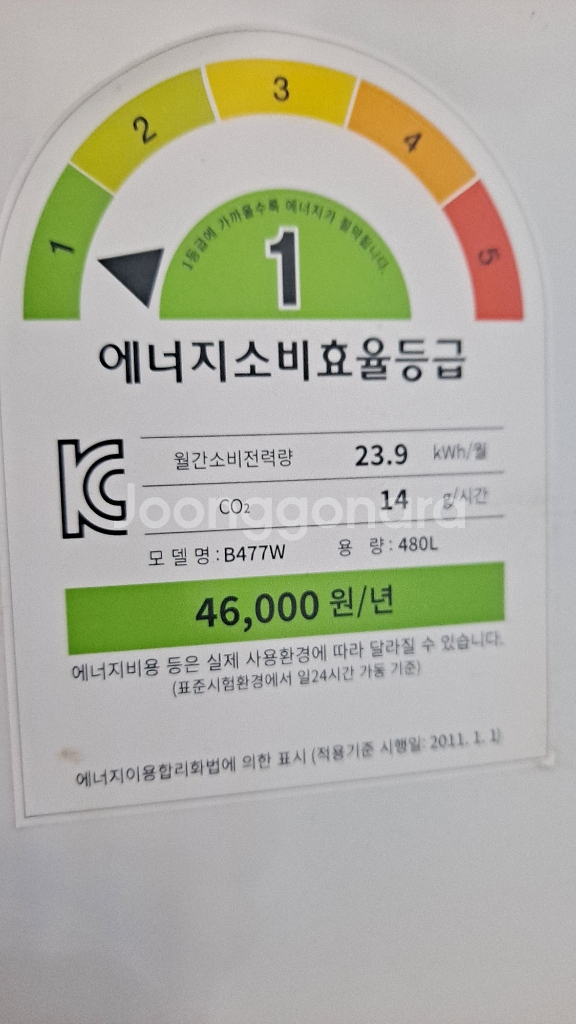 1
2
3
4
5
1등급에 가까울수록 에너지가 절약됩니다.
1
에너지소비효율등급
월간소비전력량 23.9 kWh/월
CO₂ 14 g/시간
Joonggonara
모 델 명 : B477W 용 량 : 480L
46,000 원/년
에너지비용 등은 실제 사용환경에 따라 달라질 수 있습니다.
(표준시험환경에서 일24시간 가동 기준)
에너지이용합리화법에 의한 표시 (적용기준 시행일: 2011. 1. 1)